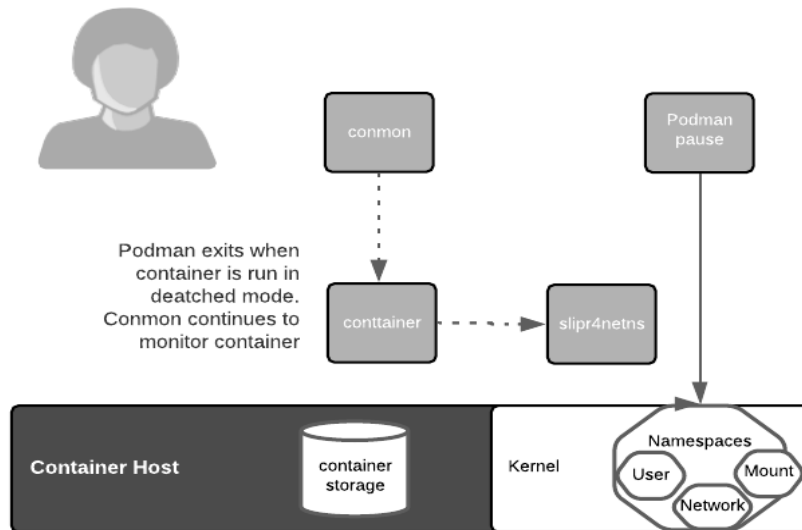 conmon
Podman
pause
Podman exits when
container is run in
deatched mode.
Conmon continues to
monitor container
conttainer
slipr4netns
Container Host
container
storage
Kernel
Namespaces
User
Mount
Network